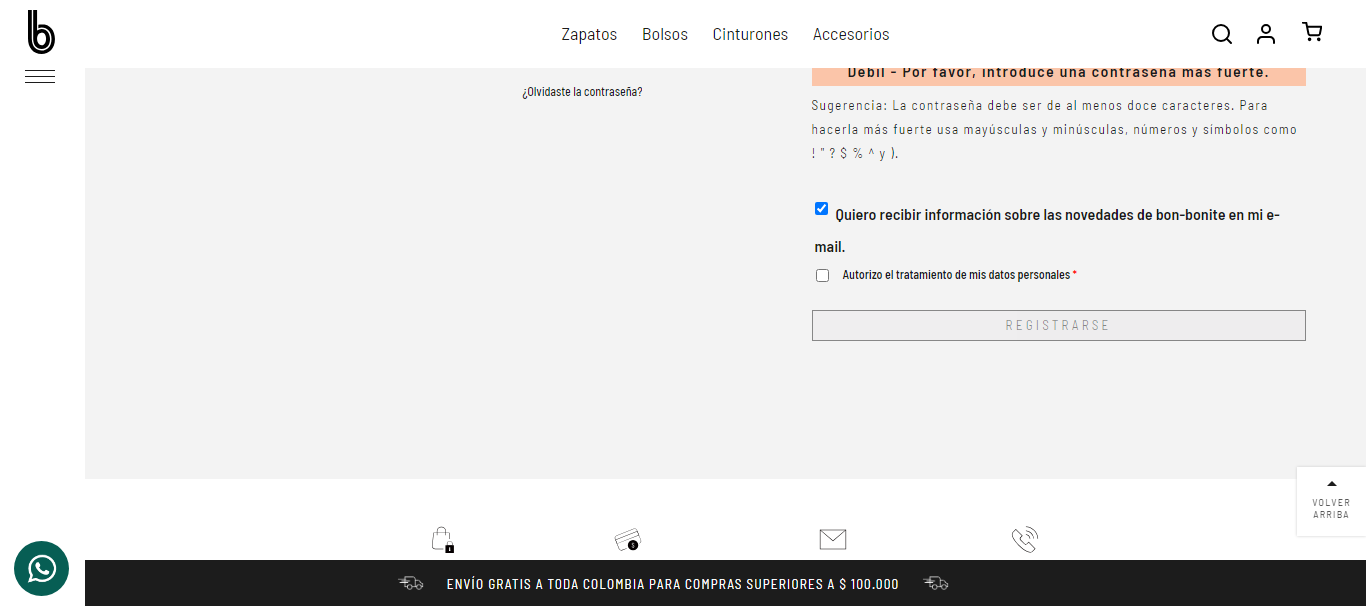 b
Zapatos Bolsos Cinturones Accesorios
Débil - Por favor, introduce una contraseña más fuerte.
¿Olvidaste la contraseña?
Sugerencia: La contraseña debe ser de al menos doce caracteres. Para
hacerla más fuerte usa mayúsculas y minúsculas, números y símbolos como
! " ? $ % ^ y ).
Quiero recibir información sobre las novedades de bon-bonite en mi e-
mail.
Autorizo el tratamiento de mis datos personales *
REGISTRARSE
VOLVER
ARRIBA
ENVÍO GRATIS A TODA COLOMBIA PARA COMPRAS SUPERIORES A $ 100.000